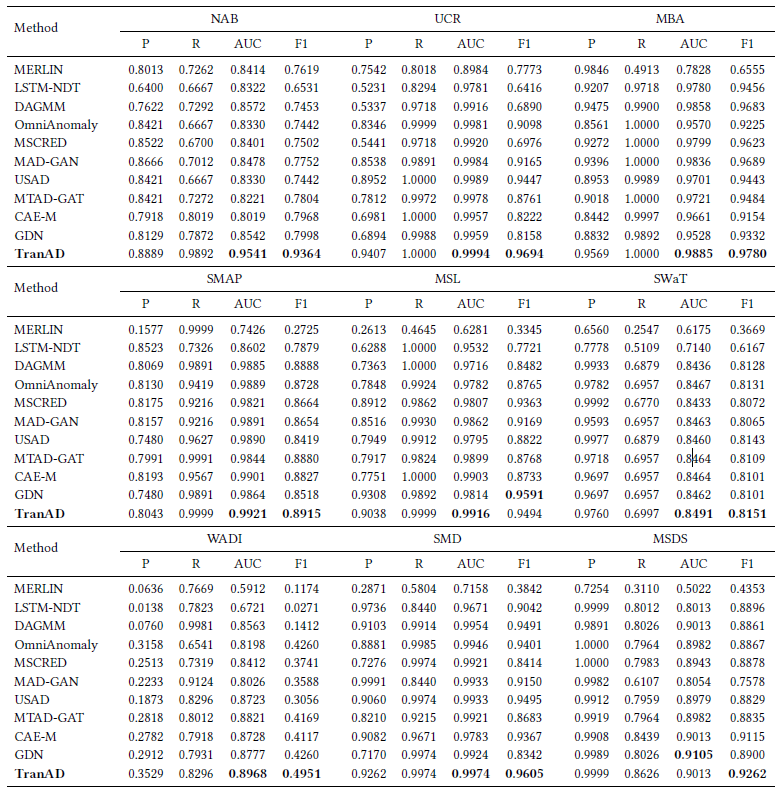 Method NAB UCR MBA
P R AUC F1 P R AUC F1 P R AUC F1
MERLIN 0.8013 0.7262 0.8414 0.7619 0.7542 0.8018 0.8984 0.7773 0.9846 0.4913 0.7828 0.6555
LSTM-NDT 0.6400 0.6667 0.8322 0.6531 0.5231 0.8294 0.9781 0.6416 0.9207 0.9718 0.9780 0.9456
DAGMM 0.7622 0.7292 0.8572 0.7453 0.5337 0.9718 0.9916 0.6890 0.9475 0.9900 0.9858 0.9683
OmniAnomaly 0.8421 0.6667 0.8330 0.7442 0.8346 0.9999 0.9981 0.9098 0.8561 1.0000 0.9570 0.9225
MSCRED 0.8522 0.6700 0.8401 0.7502 0.5441 0.9718 0.9920 0.6976 0.9272 1.0000 0.9799 0.9623
MAD-GAN 0.8666 0.7012 0.8478 0.7752 0.8538 0.9891 0.9984 0.9165 0.9396 1.0000 0.9836 0.9689
USAD 0.8421 0.6667 0.8330 0.7442 0.8952 1.0000 0.9989 0.9447 0.8953 0.9989 0.9701 0.9443
MTAD-GAT 0.8421 0.7272 0.8221 0.7804 0.7812 0.9972 0.9978 0.8761 0.9018 1.0000 0.9721 0.9484
CAE-M 0.7918 0.8019 0.8019 0.7968 0.6981 1.0000 0.9957 0.8222 0.8442 0.9997 0.9661 0.9154
GDN 0.8129 0.7872 0.8542 0.7998 0.6894 0.9988 0.9959 0.8158 0.8832 0.9892 0.9528 0.9332
TranAD 0.8889 0.9892 0.9541 0.9364 0.9407 1.0000 0.9994 0.9694 0.9569 1.0000 0.9885 0.9780
Method SMAP MSL SWaT
P R AUC F1 P R AUC F1 P R AUC F1
MERLIN 0.1577 0.9999 0.7426 0.2725 0.2613 0.4645 0.6281 0.3345 0.6560 0.2547 0.6175 0.3669
LSTM-NDT 0.8523 0.7326 0.8602 0.7879 0.6288 1.0000 0.9532 0.7721 0.7778 0.5109 0.7140 0.6167
DAGMM 0.8069 0.9891 0.9885 0.8888 0.7363 1.0000 0.9716 0.8482 0.9933 0.6879 0.8436 0.8128
OmniAnomaly 0.8130 0.9419 0.9889 0.8728 0.7848 0.9924 0.9782 0.8765 0.9782 0.6957 0.8467 0.8131
MSCRED 0.8175 0.9216 0.9821 0.8664 0.8912 0.9862 0.9807 0.9363 0.9992 0.6770 0.8433 0.8072
MAD-GAN 0.8157 0.9216 0.9891 0.8654 0.8516 0.9930 0.9862 0.9169 0.9593 0.6957 0.8463 0.8065
USAD 0.7480 0.9627 0.9890 0.8419 0.7949 0.9912 0.9795 0.8822 0.9977 0.6879 0.8460 0.8143
MTAD-GAT 0.7991 0.9991 0.9844 0.8880 0.7917 0.9824 0.9899 0.8768 0.9718 0.6957 0.8464 0.8109
CAE-M 0.8193 0.9567 0.9901 0.8827 0.7751 1.0000 0.9903 0.8733 0.9697 0.6957 0.8464 0.8101
GDN 0.7480 0.9891 0.9864 0.8518 0.9308 0.9892 0.9814 0.9591 0.9697 0.6957 0.8462 0.8101
TranAD 0.8043 0.9999 0.9921 0.8915 0.9038 0.9999 0.9916 0.9494 0.9760 0.6997 0.8491 0.8151
Method WADI SMD MSDS
P R AUC F1 P R AUC F1 P R AUC F1
MERLIN 0.0636 0.7669 0.5912 0.1174 0.2871 0.5804 0.7158 0.3842 0.7254 0.3110 0.5022 0.4353
LSTM-NDT 0.0138 0.7823 0.6721 0.0271 0.9736 0.8440 0.9671 0.9042 0.9999 0.8012 0.8013 0.8896
DAGMM 0.0760 0.9981 0.8563 0.1412 0.9103 0.9914 0.9954 0.9491 0.9891 0.8026 0.9013 0.8861
OmniAnomaly 0.3158 0.6541 0.8198 0.4260 0.8881 0.9985 0.9946 0.9401 1.0000 0.7964 0.8982 0.8867
MSCRED 0.2513 0.7319 0.8412 0.3741 0.7276 0.9974 0.9921 0.8414 1.0000 0.7983 0.8943 0.8878
MAD-GAN 0.2233 0.9124 0.8026 0.3588 0.9991 0.8440 0.9933 0.9150 0.9982 0.6107 0.8054 0.7578
USAD 0.1873 0.8296 0.8723 0.3056 0.9060 0.9974 0.9933 0.9495 0.9912 0.7959 0.8979 0.8829
MTAD-GAT 0.2818 0.8012 0.8821 0.4169 0.8210 0.9215 0.9921 0.8683 0.9919 0.7964 0.8982 0.8835
CAE-M 0.2782 0.7918 0.8728 0.4117 0.9082 0.9671 0.9783 0.9367 0.9908 0.8439 0.9013 0.9115
GDN 0.2912 0.7931 0.8777 0.4260 0.7170 0.9974 0.9924 0.8342 0.9989 0.8026 0.9105 0.8900
TranAD 0.3529 0.8296 0.8968 0.4951 0.9262 0.9974 0.9974 0.9605 0.9999 0.8626 0.9013 0.9262